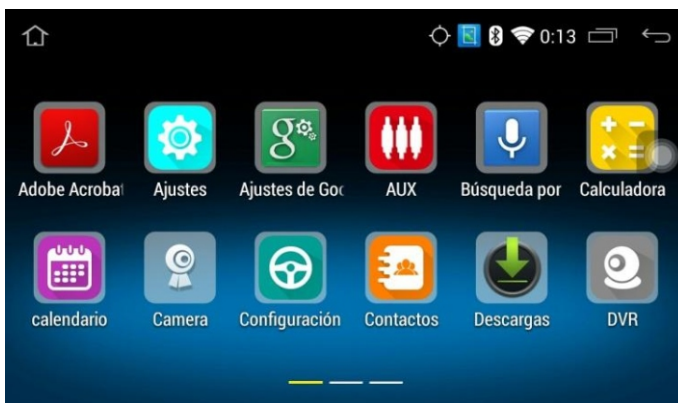 0:13
Adobe Acrobat
Ajustes
Ajustes de Goo
AUX
Búsqueda por
Calculadora
calendario
Camera
Configuración
Contactos
Descargas
DVR